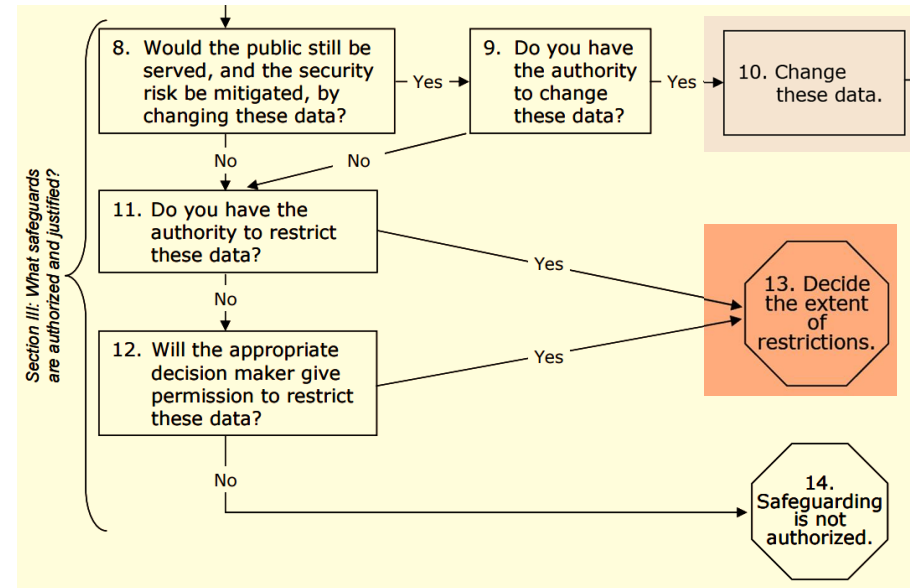 Section III: What safeguards
are authorized and justified?
8. Would the public still be
served, and the security
risk be mitigated, by
changing these data?
Yes
9. Do you have
the authority
to change
these data?
Yes
10. Change
these data.
No
No
11. Do you have the
authority to restrict
these data?
Yes
13. Decide
the extent
of
restrictions.
No
12. Will the appropriate
decision maker give
permission to restrict
these data?
Yes
No
14.
Safeguarding
is not
authorized.